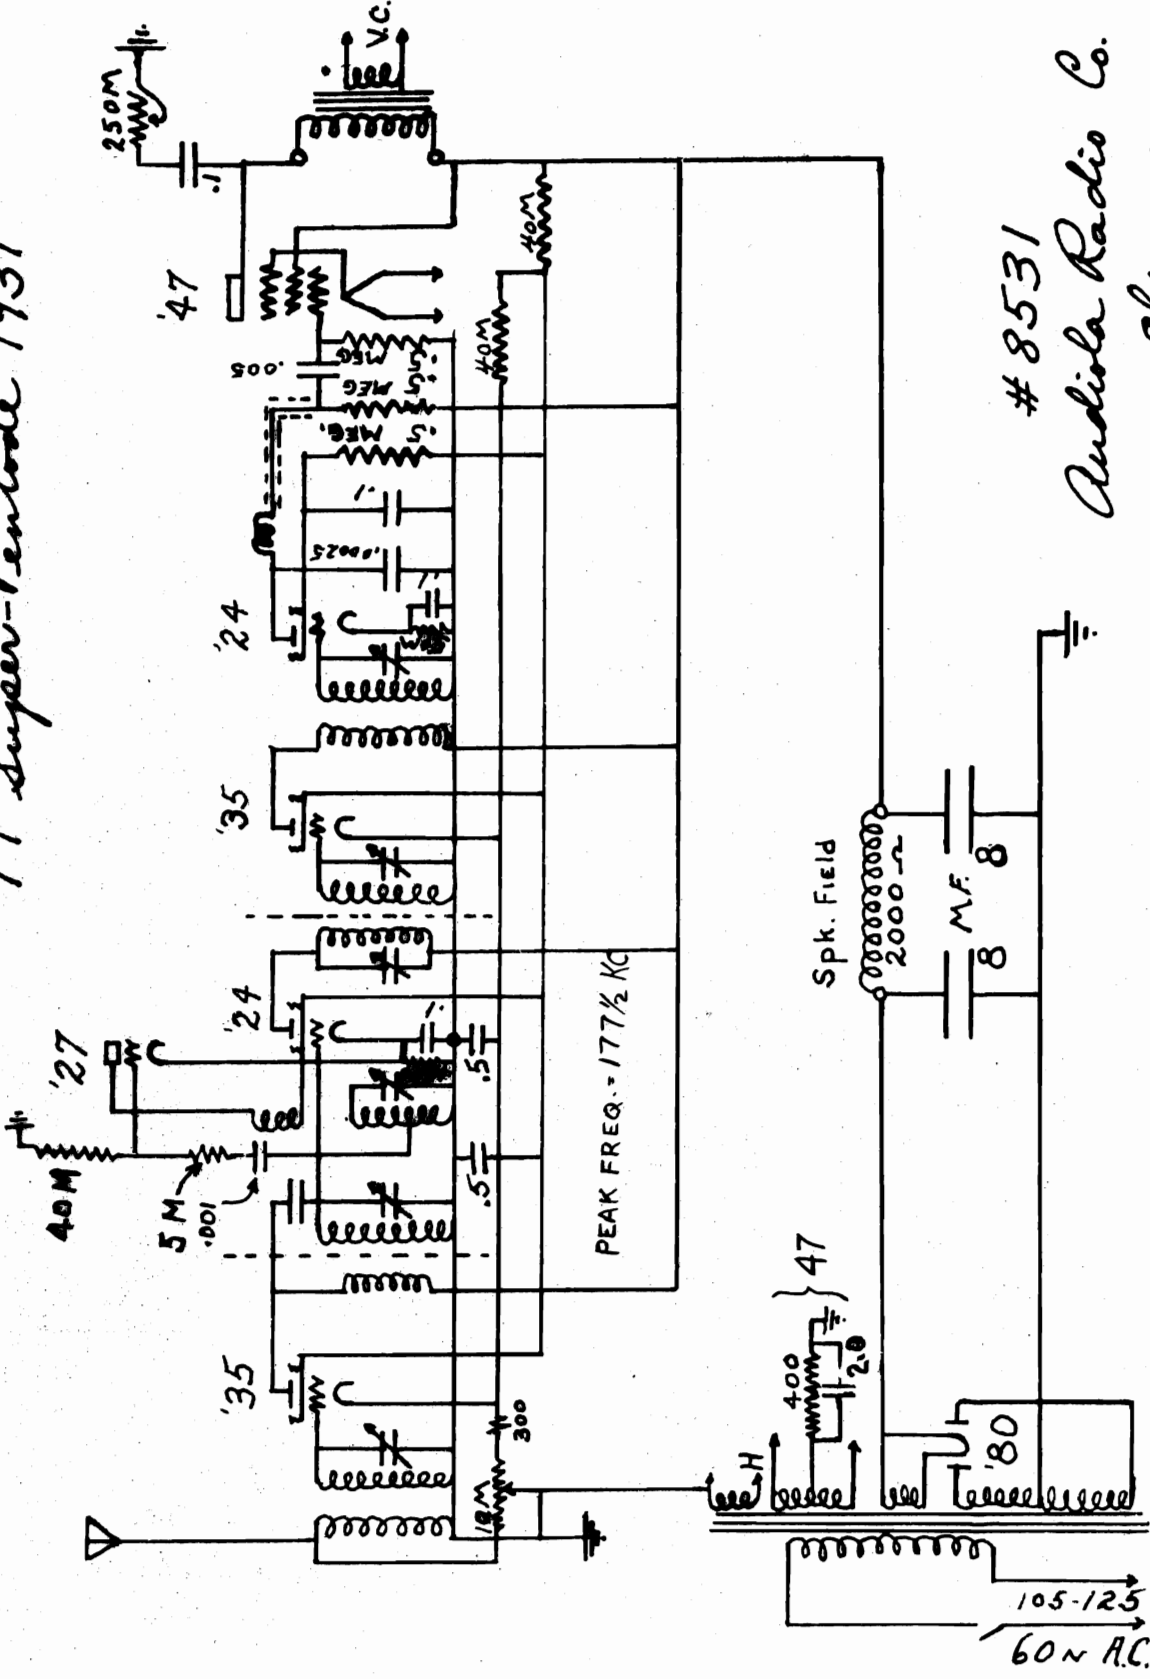 Super-Pentode 1931
'35
'27
'24
'35
'24
'47
40M
5M
.001
250M
.1
V.C.
.1
.00025
.1
.1
.5 MEG.
.5 MEG
.5 MEG
.005
40M
40M
.5
.5
300
10M
PEAK FREQ. = 177½ KC
H
400
2.0
47
'80
Spk. Field
2000 Ω
8 M.F. 8
105-125
60 ~ A.C.
# 8531
Audiola Radio Co.